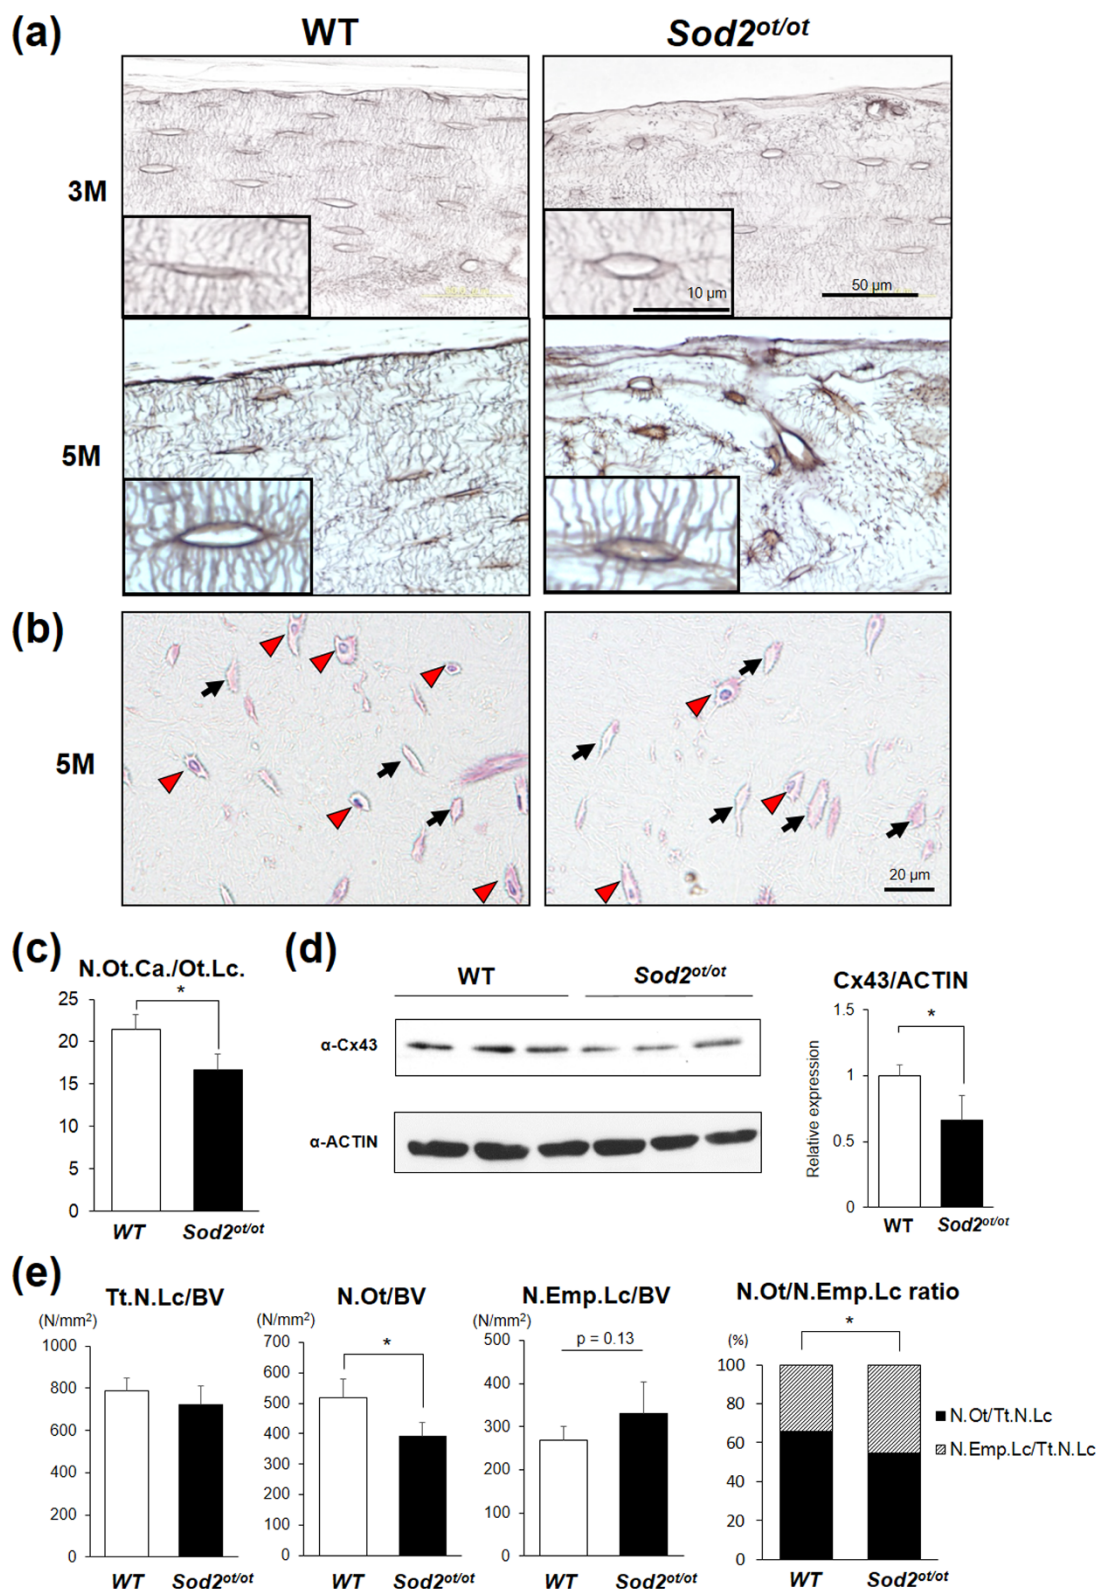 (a)
WT
Sod2ot/ot
3M
10 μm
50 μm
5M
(b)
5M
20 μm
(c)
N.Ot.Ca./Ot.Lc.
*
25
20
15
10
5
0
WT
Sod2ot/ot
(d)
WT
Sod2ot/ot
α-Cx43
α-ACTIN
Cx43/ACTIN
Relative expression
1.5
*
1
0.5
0
WT
Sod2ot/ot
(e)
Tt.N.Lc/BV
(N/mm²)
1000
800
600
400
200
0
WT
Sod2ot/ot
N.Ot/BV
(N/mm²)
700
*
600
500
400
300
200
100
0
WT
Sod2ot/ot
N.Emp.Lc/BV
(N/mm²)
500
p = 0.13
400
300
200
100
0
WT
Sod2ot/ot
N.Ot/N.Emp.Lc ratio
*
(%)
100
80
60
40
20
0
WT
Sod2ot/ot
N.Ot/Tt.N.Lc
N.Emp.Lc/Tt.N.Lc